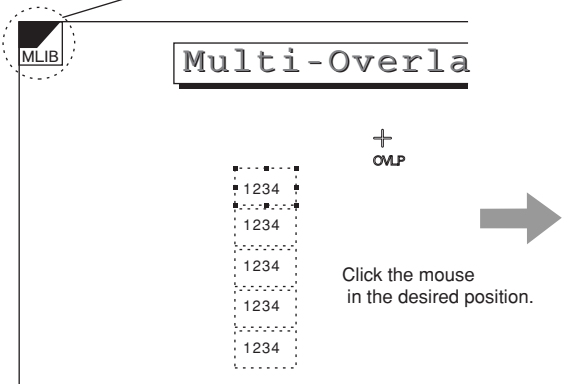 MLIB
Multi-Overla
OVLP
1234
1234
1234
1234
1234
Click the mouse
in the desired position.